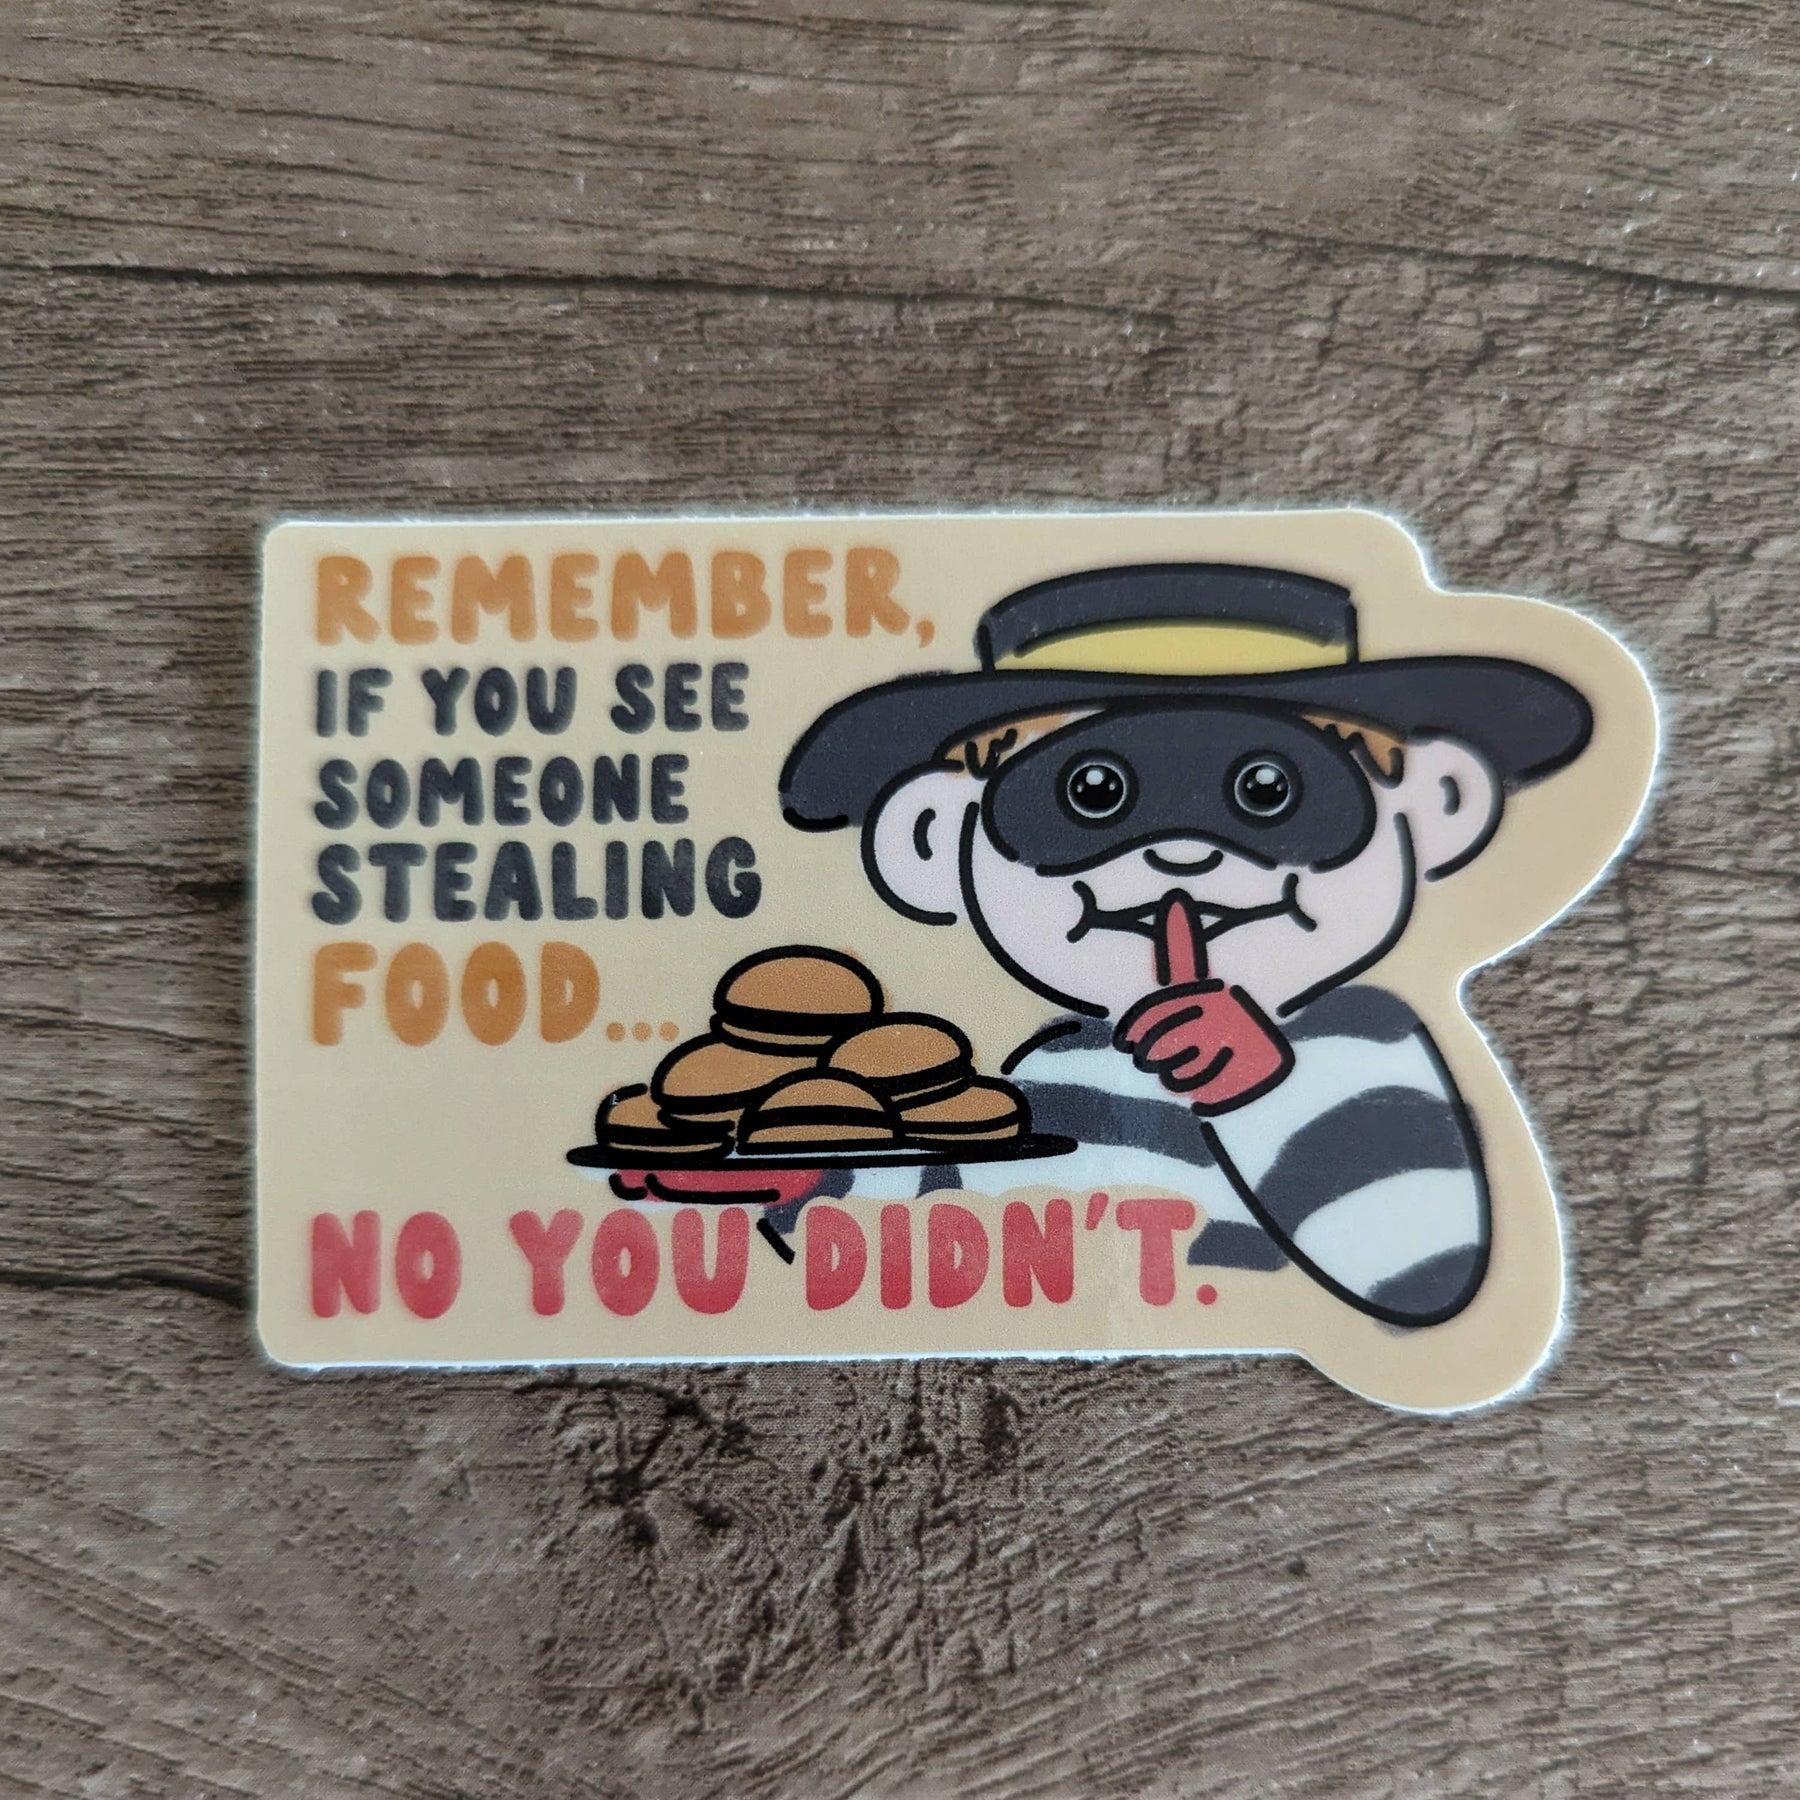 REMEMBER,
IF YOU SEE
SOMEONE
STEALING
FOOD...
NO YOU DIDN'T.